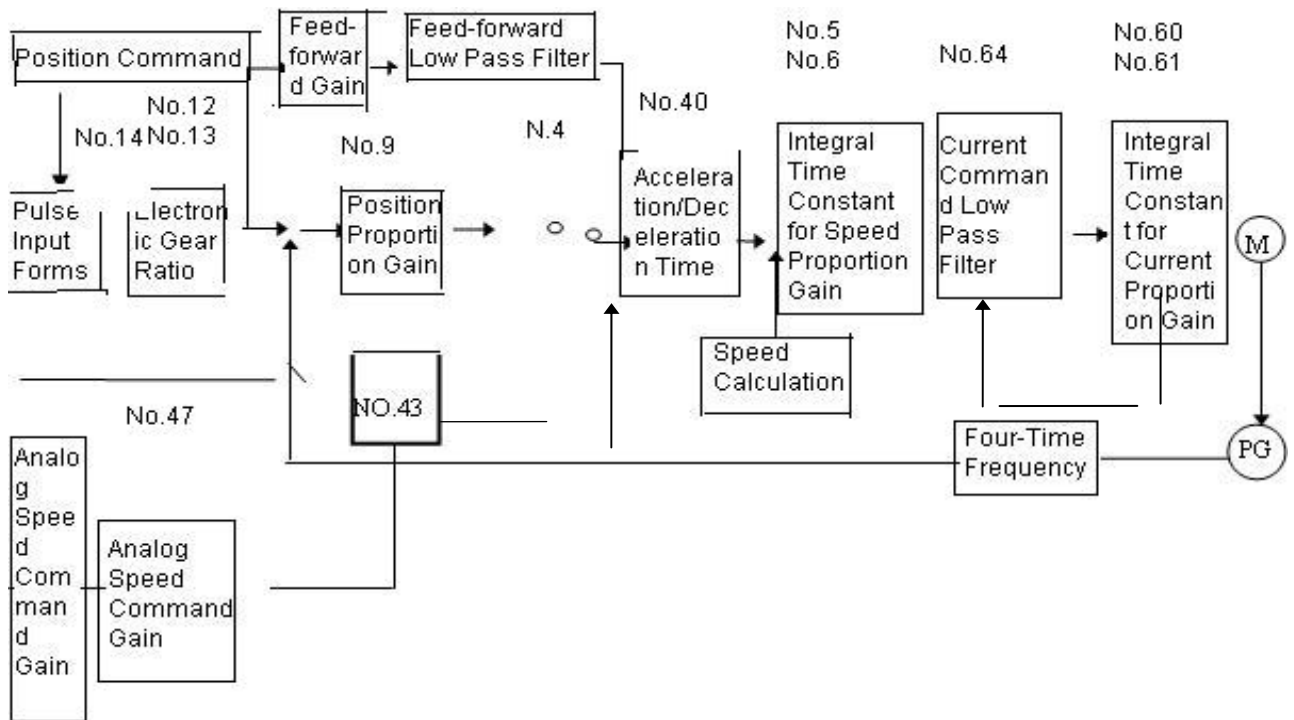 Feed-
forwar
d Gain
Feed-forward
Low Pass Filter
Position Command
No.5
No.6
No.64
No.60
No.61
No.12
No.14
No.13
No.9
N.4
No.40
Pulse
Input
Forms
Electron
ic Gear
Ratio
Position
Proporti
on Gain
Accelera
tion/Dec
eleratio
n Time
Integral
Time
Constant
for Speed
Proportion
Gain
Current
Comman
d Low
Pass
Filter
Integral
Time
Constan
t for
Current
Proporti
on Gain
M
Speed
Calculation
NO.43
No.47
Four-Time
Frequency
PG
Analo
g
Spee
d
Com
man
d
Gain
Analog
Speed
Command
Gain